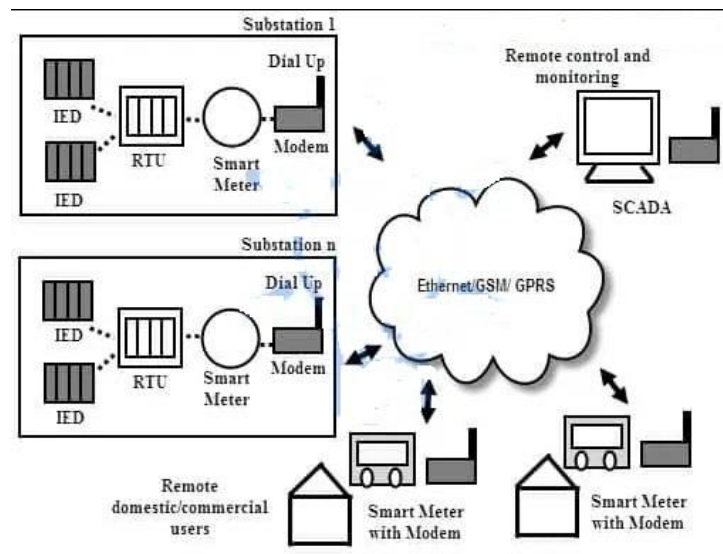 Substation 1
Dial Up
IED
RTU
Smart
Meter
Modem
IED
Remote control and
monitoring
SCADA
Substation n
Dial Up
IED
RTU
Smart
Meter
Modem
IED
Ethernet/GSM/ GPRS
Remote
domestic/commercial
users
Smart Meter
with Modem
Smart Meter
with Modem